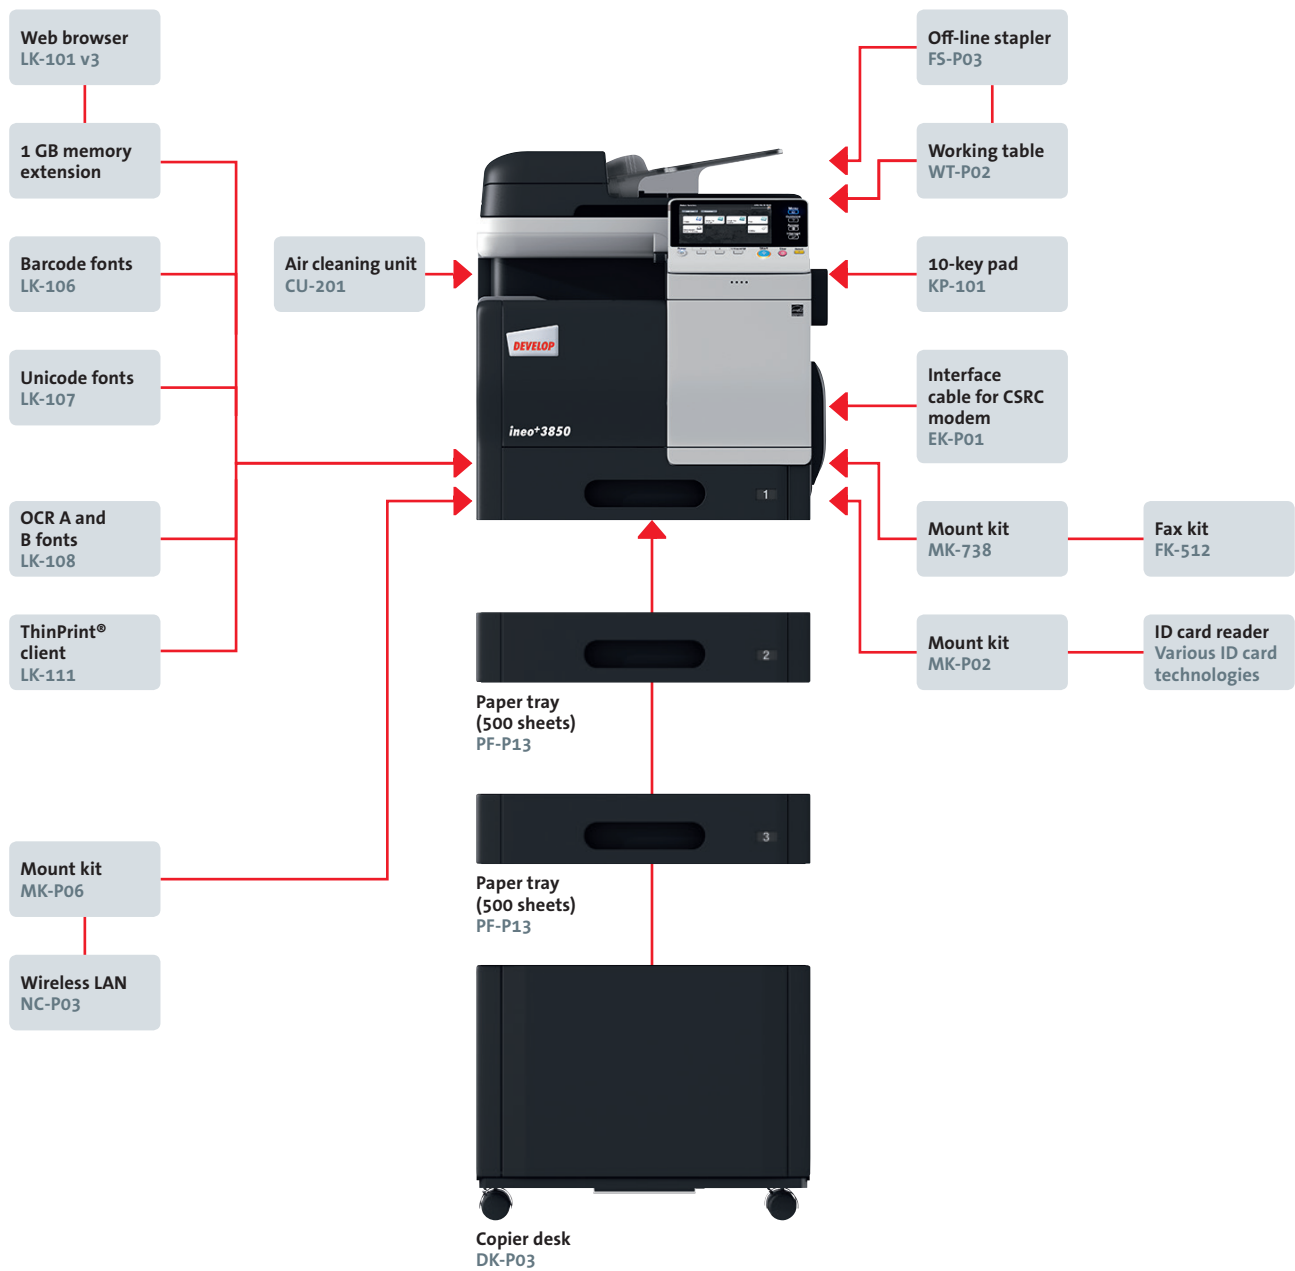 Web browser
LK-101 v3
1 GB memory
extension
Barcode fonts
LK-106
Unicode fonts
LK-107
OCR A and
B fonts
LK-108
ThinPrint®
client
LK-111
Mount kit
MK-P06
Wireless LAN
NC-P03
Air cleaning unit
CU-201
DEVELOP
ineo+3850
1
2
Paper tray
(500 sheets)
PF-P13
3
Paper tray
(500 sheets)
PF-P13
Copier desk
DK-P03
Off-line stapler
FS-P03
Working table
WT-P02
10-key pad
KP-101
Interface
cable for CSRC
modem
EK-P01
Mount kit
MK-738
Fax kit
FK-512
Mount kit
MK-P02
ID card reader
Various ID card
technologies